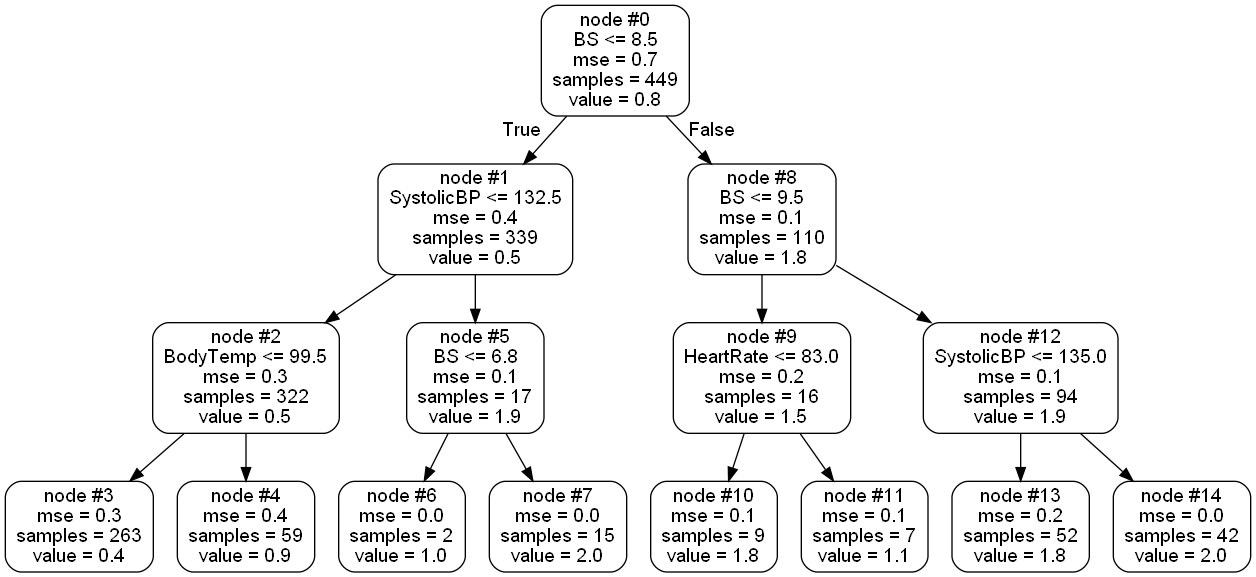 node #0
BS <= 8.5
mse = 0.7
samples = 449
value = 0.8
True
False
node #1
SystolicBP <= 132.5
mse = 0.4
samples = 339
value = 0.5
node #8
BS <= 9.5
mse = 0.1
samples = 110
value = 1.8
node #2
BodyTemp <= 99.5
mse = 0.3
samples = 322
value = 0.5
node #5
BS <= 6.8
mse = 0.1
samples = 17
value = 1.9
node #9
HeartRate <= 83.0
mse = 0.2
samples = 16
value = 1.5
node #12
SystolicBP <= 135.0
mse = 0.1
samples = 94
value = 1.9
node #3
mse = 0.3
samples = 263
value = 0.4
node #4
mse = 0.4
samples = 59
value = 0.9
node #6
mse = 0.0
samples = 2
value = 1.0
node #7
mse = 0.0
samples = 15
value = 2.0
node #10
mse = 0.1
samples = 9
value = 1.8
node #11
mse = 0.1
samples = 7
value = 1.1
node #13
mse = 0.2
samples = 52
value = 1.8
node #14
mse = 0.0
samples = 42
value = 2.0